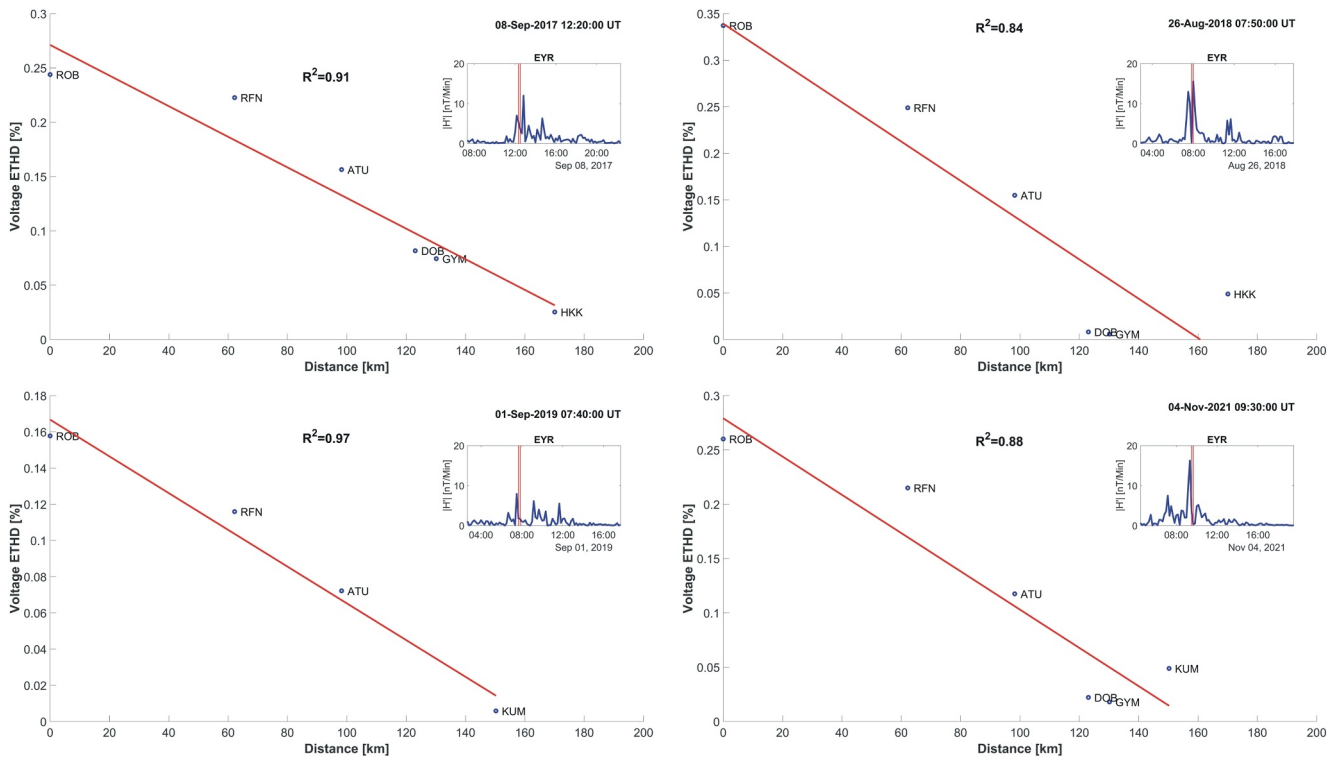 0.3
0.25
0.2
0.15
0.1
0.05
0
Voltage ETHD [%]
0 20 40 60 80 100 120 140 160 180 200
Distance [km]
R²=0.91
08-Sep-2017 12:20:00 UT
ROB
RFN
ATU
DOB
GYM
HKK
EYR
20
10
0
|H'| [nT/Min]
08:00 12:00 16:00 20:00
Sep 08, 2017
0.35
0.3
0.25
0.2
0.35
0.15
0.1
0.05
0
Voltage ETHD [%]
0 20 40 60 80 100 120 140 160 180 200
Distance [km]
R²=0.84
26-Aug-2018 07:50:00 UT
ROB
RFN
ATU
DOB
GYM
HKK
EYR
20
10
0
|H'| [nT/Min]
04:00 08:00 12:00 16:00
Aug 26, 2018
0.18
0.16
0.14
0.12
0.1
0.08
0.06
0.04
0.02
0
Voltage ETHD [%]
0 20 40 60 80 100 120 140 160 180 200
Distance [km]
R²=0.97
01-Sep-2019 07:40:00 UT
ROB
RFN
ATU
KUM
EYR
20
10
0
|H'| [nT/Min]
04:00 08:00 12:00 16:00
Sep 01, 2019
0.3
0.25
0.2
0.15
0.1
0.05
0
Voltage ETHD [%]
0 20 40 60 80 100 120 140 160 180 200
Distance [km]
R²=0.88
04-Nov-2021 09:30:00 UT
ROB
RFN
ATU
DOB
GYM
KUM
EYR
20
10
0
|H'| [nT/Min]
08:00 12:00 16:00
Nov 04, 2021